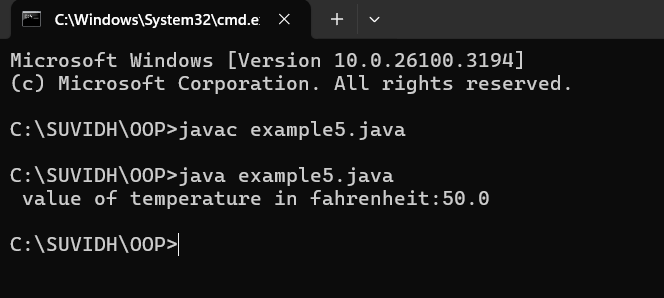 C:\Windows\System32\cmd.e
Microsoft Windows [Version 10.0.26100.3194]
(c) Microsoft Corporation. All rights reserved.
C:\SUVIDH\OOP>javac example5.java
C:\SUVIDH\OOP>java example5.java
value of temperature in fahrenheit:50.0
C:\SUVIDH\OOP>